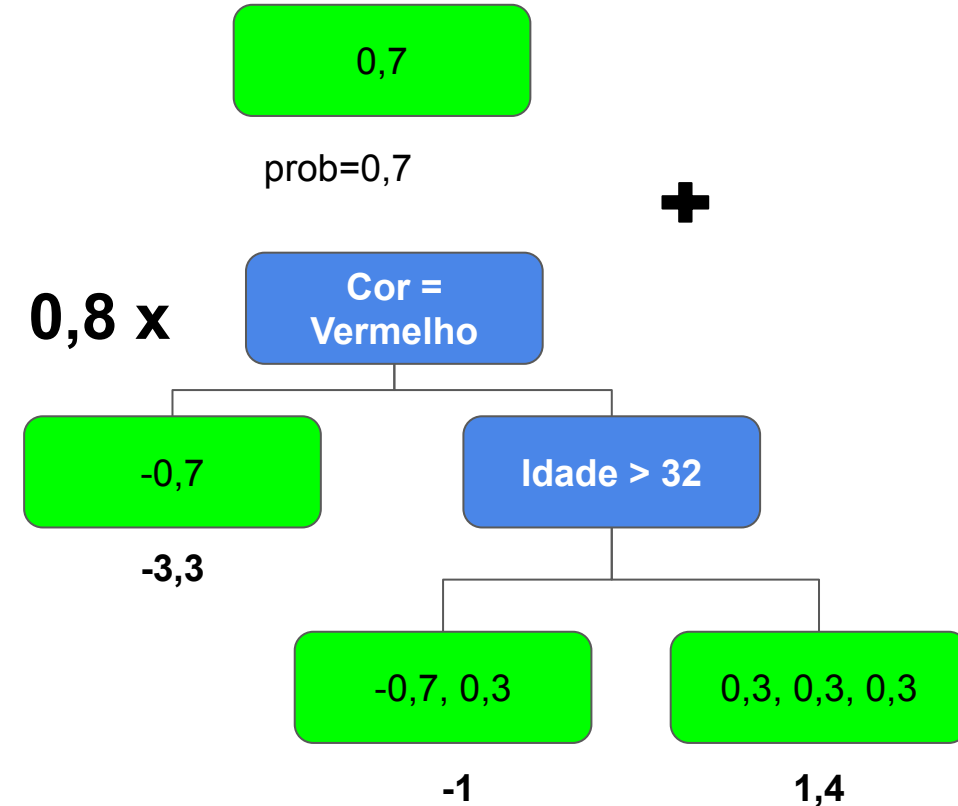 0,7
prob=0,7
0,8 x
Cor =
Vermelho
-0,7
Idade > 32
-3,3
-0,7, 0,3
0,3, 0,3, 0,3
-1
1,4